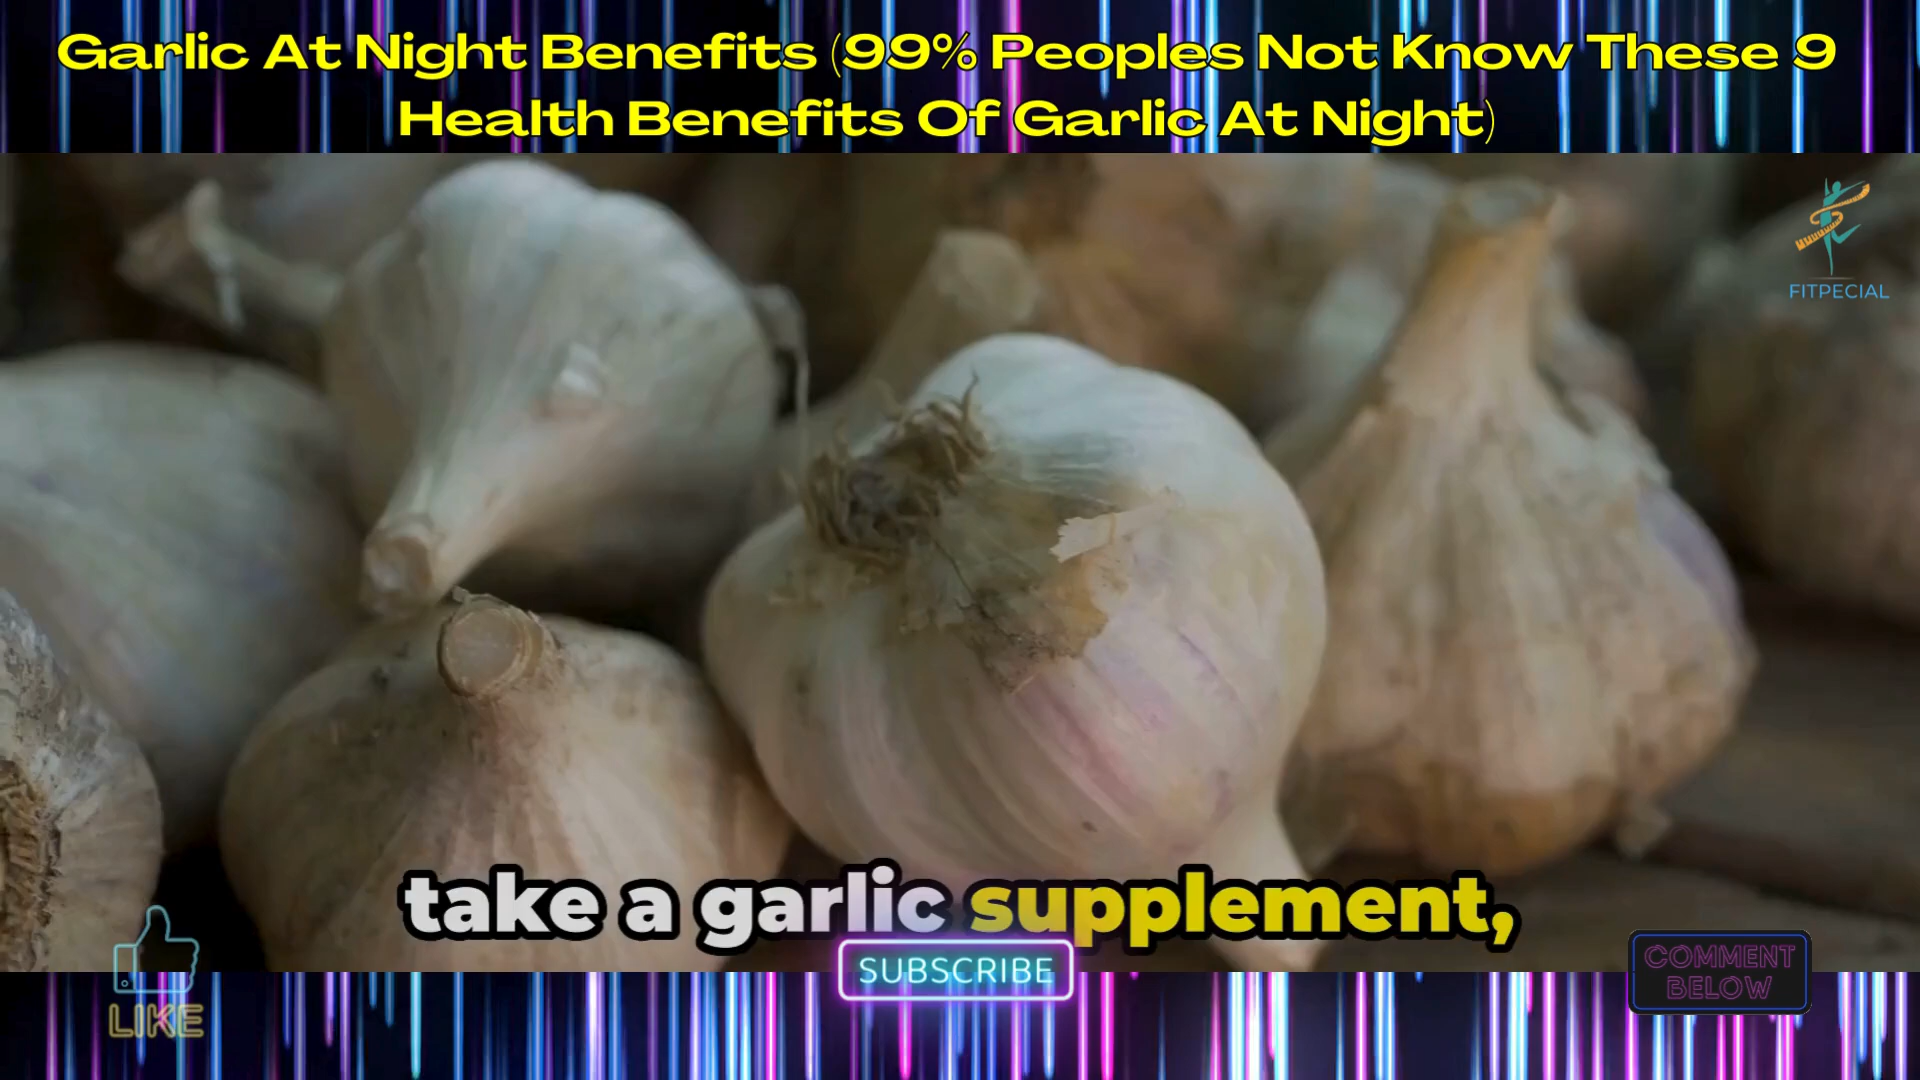 Garlic At Night Benefits (99% Peoples Not Know These 9
Health Benefits Of Garlic At Night)
FITPECIAL
take a garlic supplement,
SUBSCRIBE
LIKE
COMMENT
BELOW